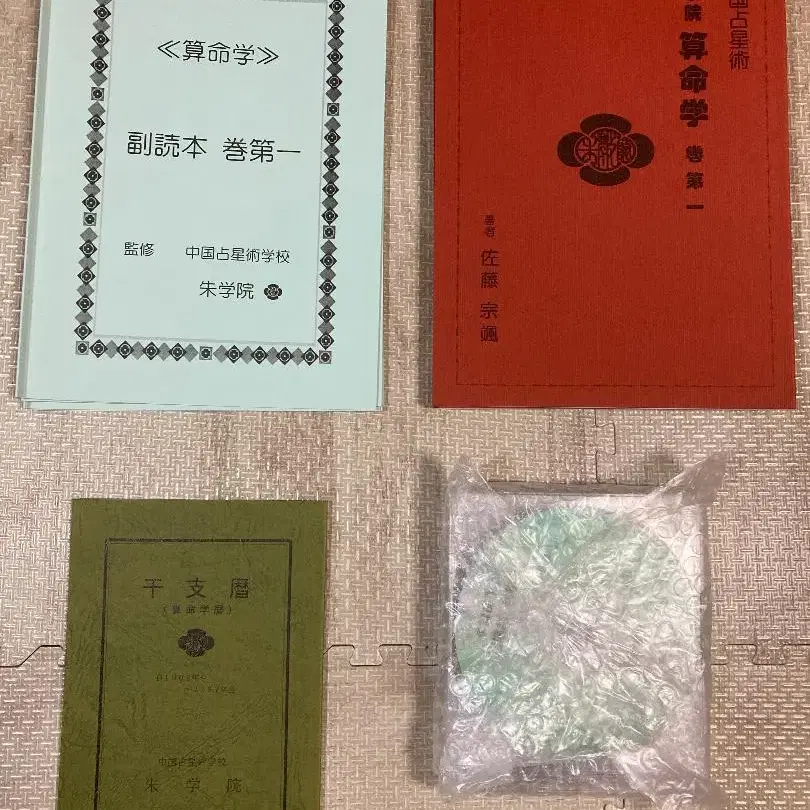 ≪算命学≫
副読本 巻第一
監修 中国占星術学校
朱学院
国占星術
院 算命学 巻第一
著者 佐藤 宗颯
干支暦
(算命学暦)
中国占星術学校
朱学院